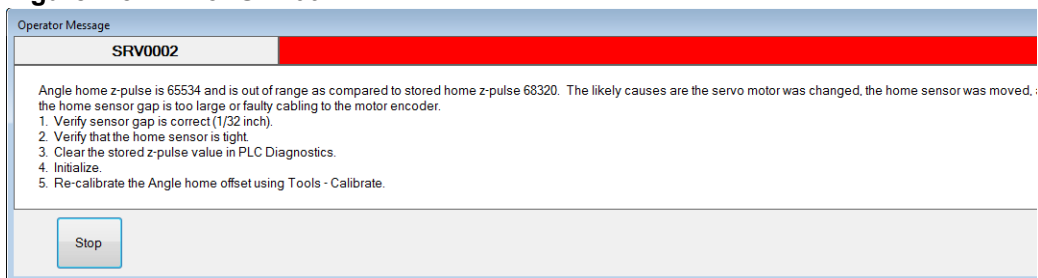 Operator Message
SRV0002
Angle home z-pulse is 65534 and is out of range as compared to stored home z-pulse 68320. The likely causes are the servo motor was changed, the home sensor was moved,
the home sensor gap is too large or faulty cabling to the motor encoder.
1. Verify sensor gap is correct (1/32 inch).
2. Verify that the home sensor is tight.
3. Clear the stored z-pulse value in PLC Diagnostics.
4. Initialize.
5. Re-calibrate the Angle home offset using Tools - Calibrate.
Stop